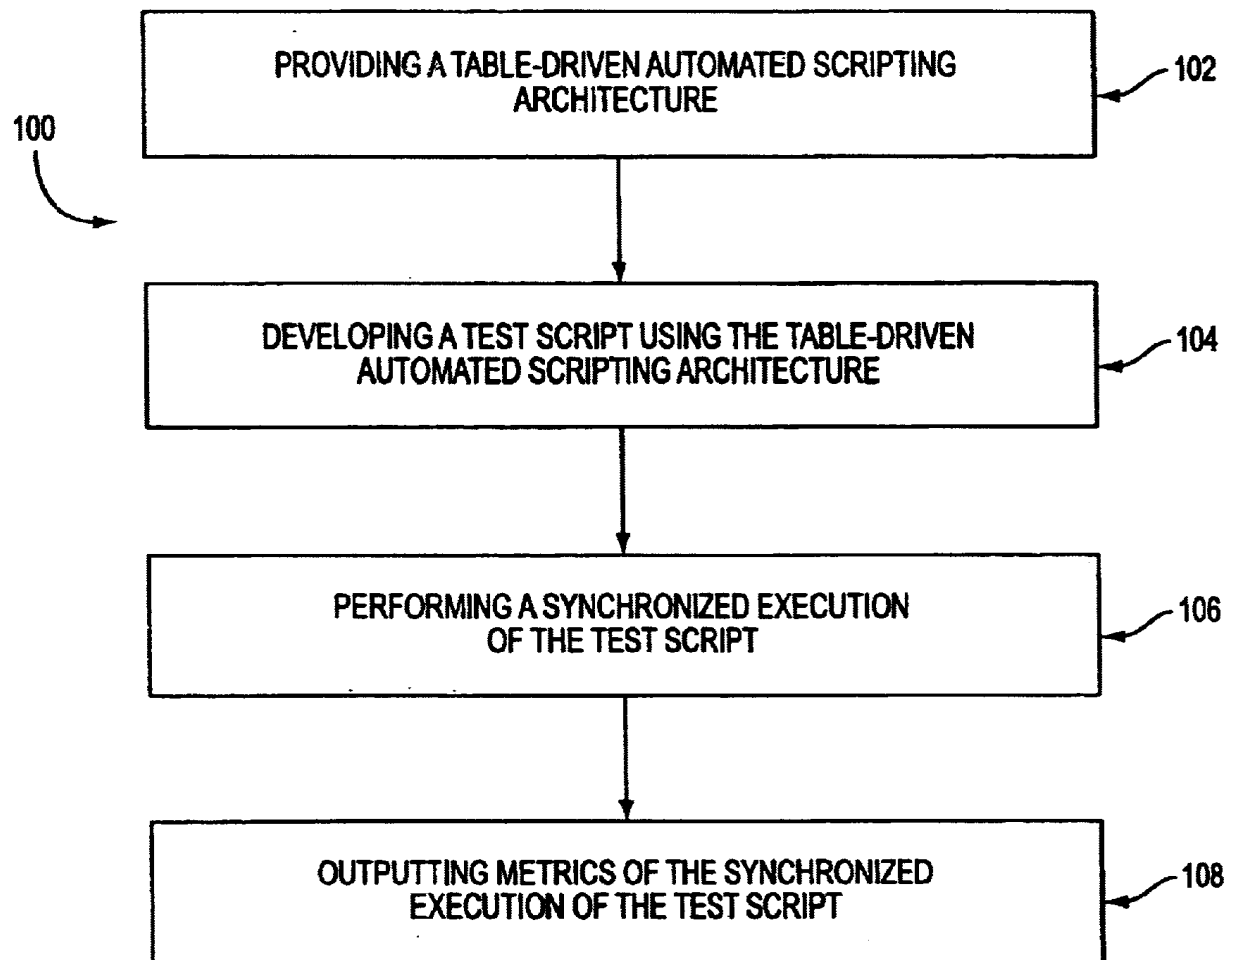 PROVIDING A TABLE-DRIVEN AUTOMATED SCRIPTING
ARCHITECTURE
102
100
DEVELOPING A TEST SCRIPT USING THE TABLE-DRIVEN
AUTOMATED SCRIPTING ARCHITECTURE
104
PERFORMING A SYNCHRONIZED EXECUTION
OF THE TEST SCRIPT
106
OUTPUTTING METRICS OF THE SYNCHRONIZED
EXECUTION OF THE TEST SCRIPT
108